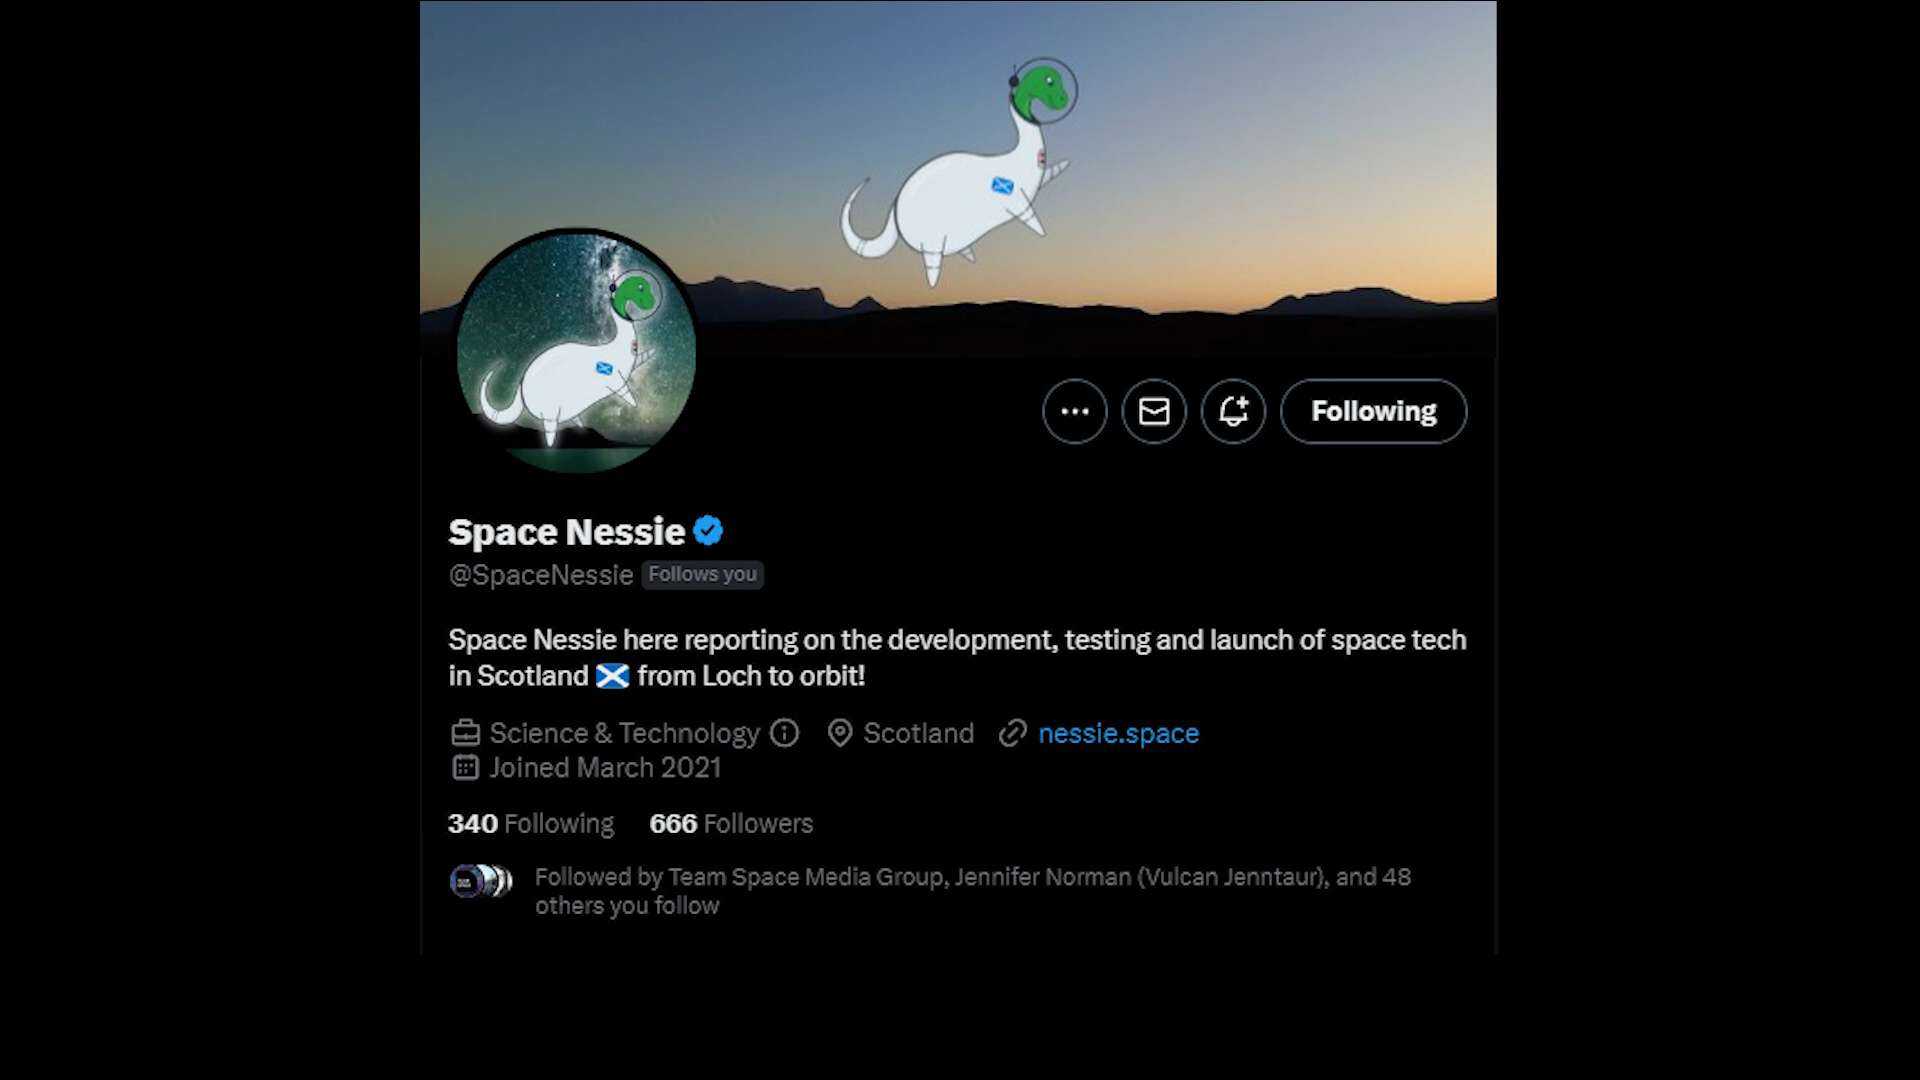 Following
Space Nessie
@SpaceNessie Follows you
Space Nessie here reporting on the development, testing and launch of space tech
in Scotland 🏴󠁧󠁢󠁳󠁣󠁴󠁿 from Loch to orbit!
Science & Technology Scotland nessie.space
Joined March 2021
340 Following 666 Followers
Followed by Team Space Media Group, Jennifer Norman (Vulcan Jenntaur), and 48
others you follow